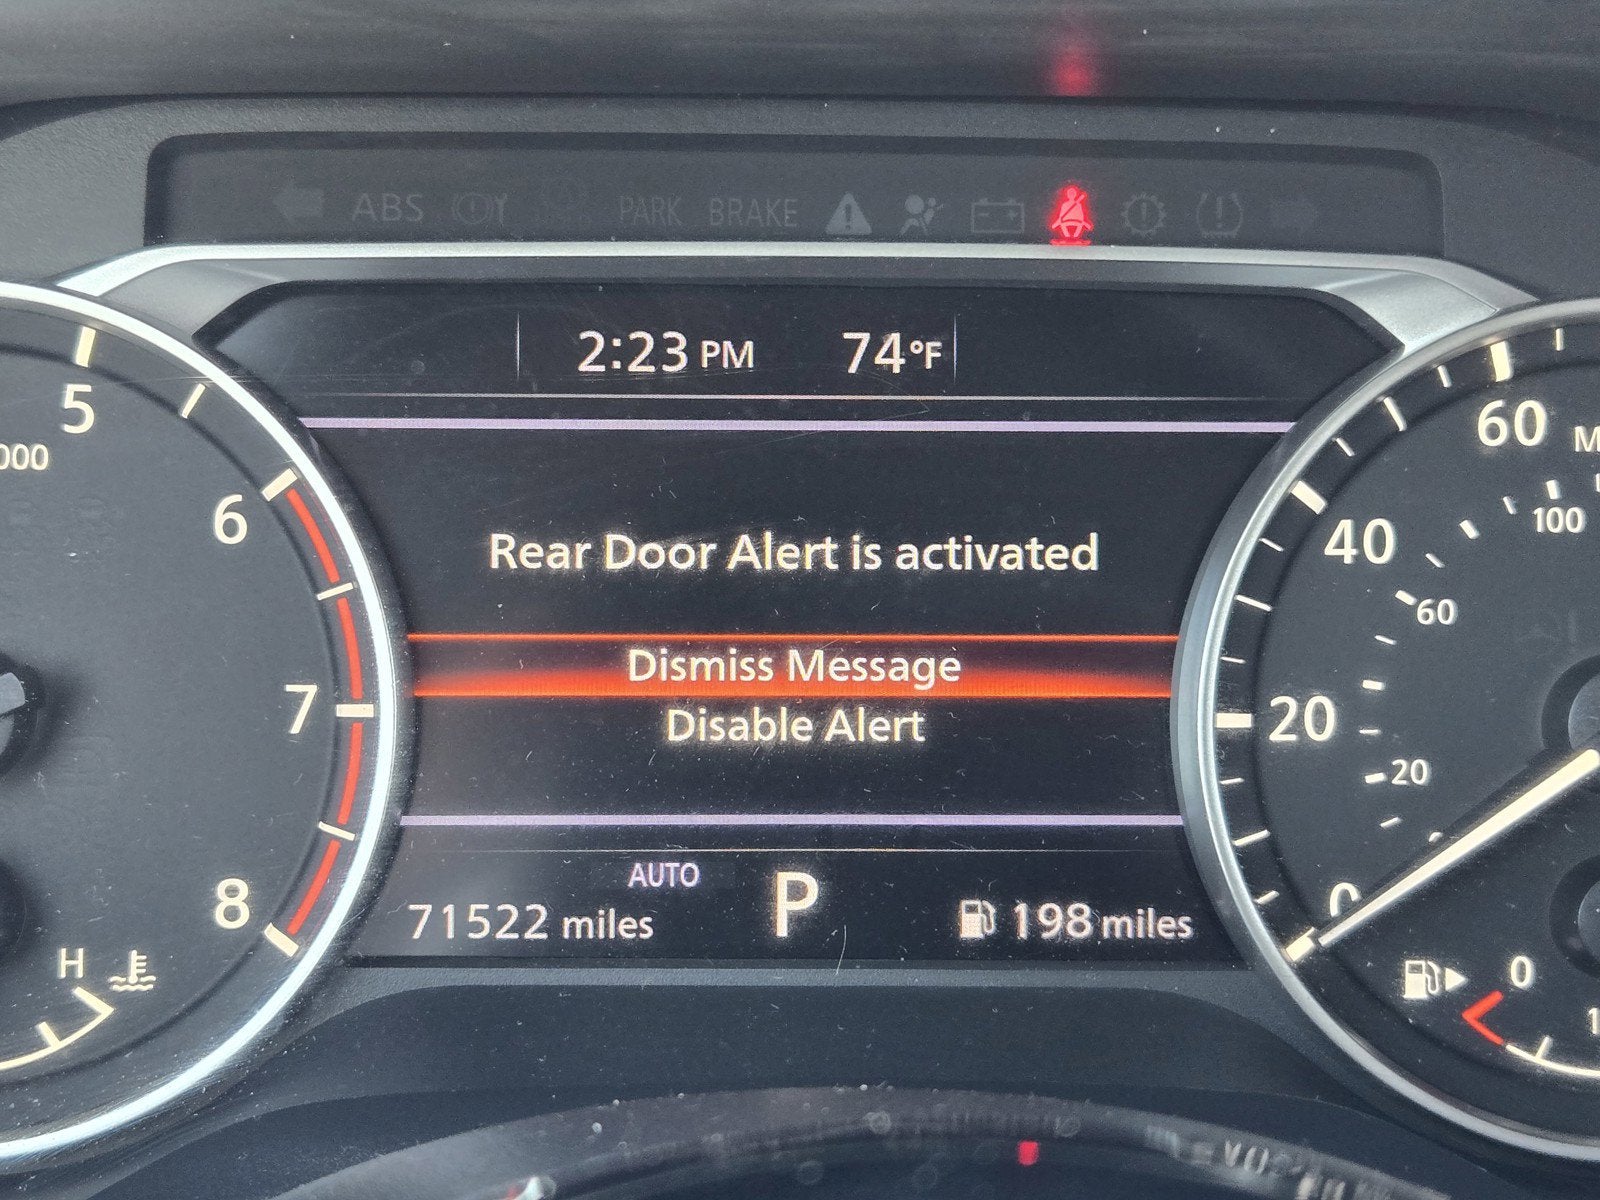 ABS
PARK
BRAKE
2:23 PM 74°F
Rear Door Alert is activated
Dismiss Message
Disable Alert
AUTO
71522 miles P 198 miles
5
6
7
8
H
60
40
20
0
100
60
20
0